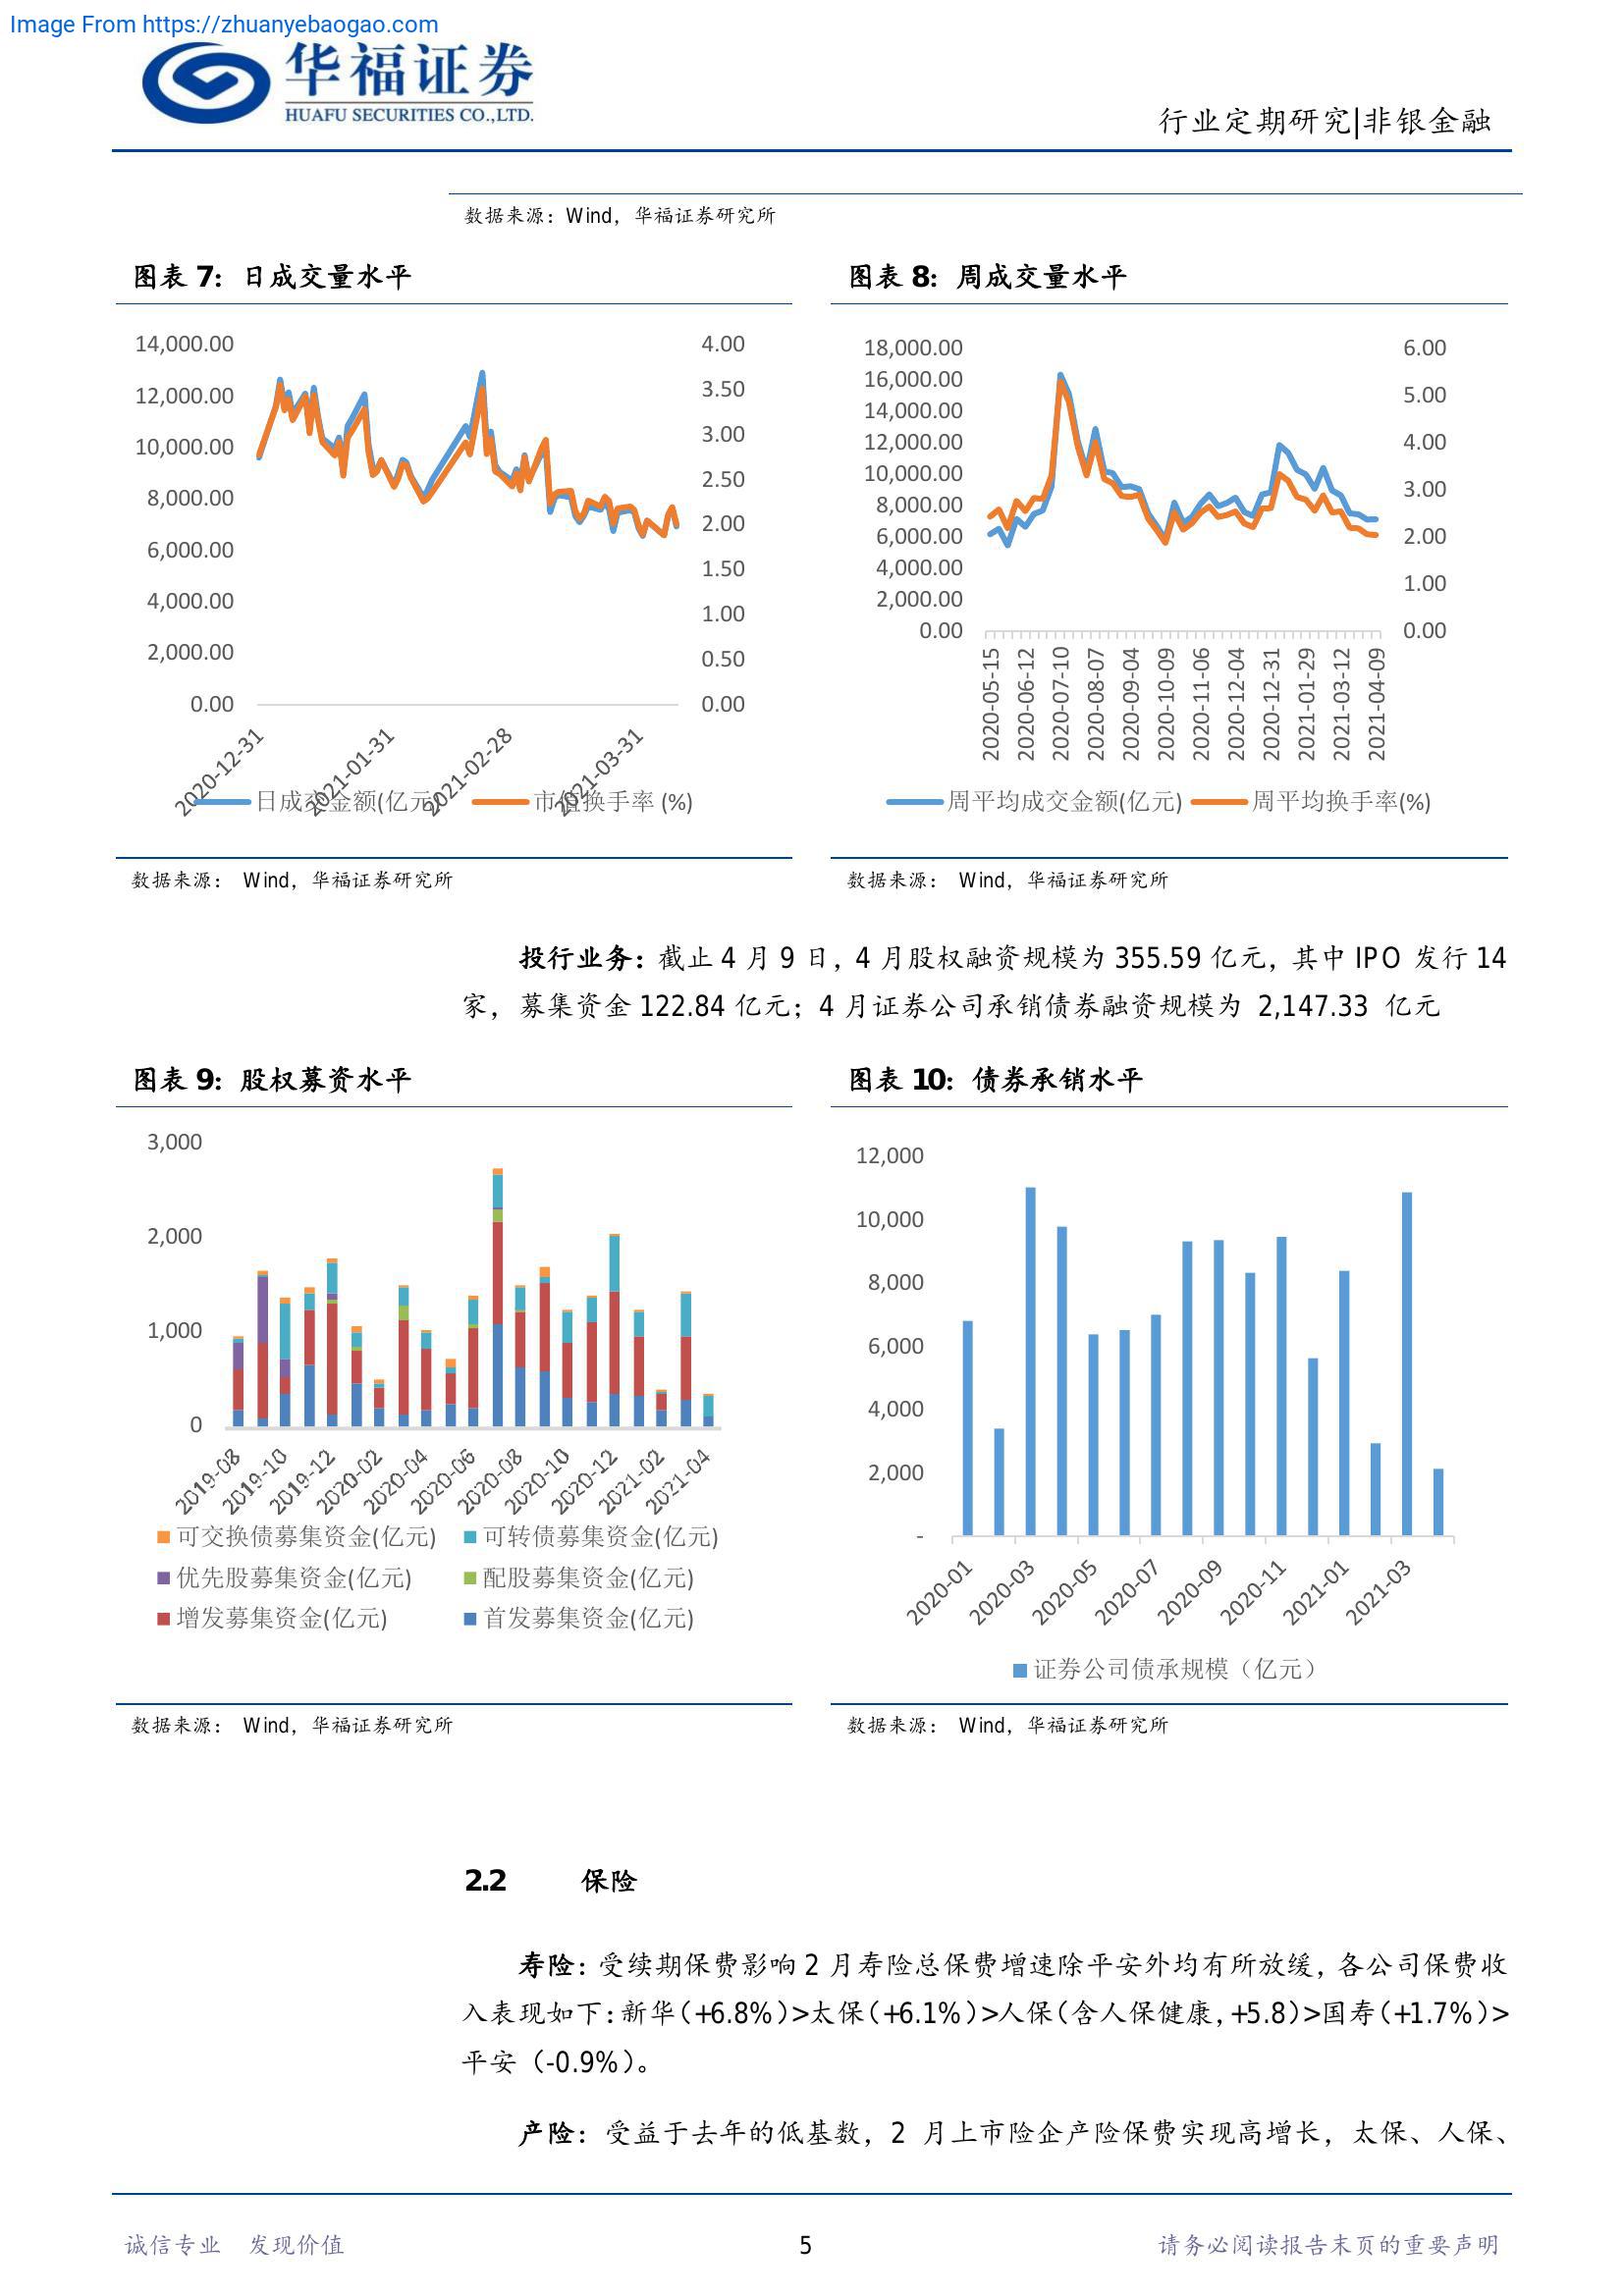 Image From https://zhuanyebaogao.com
华福证券
HUAFU SECURITIES CO.,LTD.
行业定期研究|非银金融
数据来源：Wind，华福证券研究所
图表 7：日成交量水平
14,000.00
12,000.00
10,000.00
8,000.00
6,000.00
4,000.00
2,000.00
0.00
4.00
3.50
3.00
2.50
2.00
1.50
1.00
0.50
0.00
2020-12-31
2021-01-31
2021-02-28
2021-03-31
日成交金额(亿元)
市值换手率 (%)
数据来源： Wind，华福证券研究所
图表 8：周成交量水平
18,000.00
16,000.00
14,000.00
12,000.00
10,000.00
8,000.00
6,000.00
4,000.00
2,000.00
0.00
6.00
5.00
4.00
3.00
2.00
1.00
0.00
2020-05-15
2020-06-12
2020-07-10
2020-08-07
2020-09-04
2020-10-09
2020-11-06
2020-12-04
2020-12-31
2021-01-29
2021-03-12
2021-04-09
周平均成交金额(亿元)
周平均换手率(%)
数据来源： Wind，华福证券研究所
投行业务：截止 4 月 9 日，4 月股权融资规模为 355.59 亿元，其中 IPO 发行 14
家，募集资金 122.84 亿元；4 月证券公司承销债券融资规模为 2,147.33 亿元
图表 9：股权募资水平
3,000
2,000
1,000
0
2019-08
2019-10
2019-12
2020-02
2020-04
2020-06
2020-08
2020-10
2020-12
2021-02
2021-04
可交换债募集资金(亿元)
可转债募集资金(亿元)
优先股募集资金(亿元)
配股募集资金(亿元)
增发募集资金(亿元)
首发募集资金(亿元)
数据来源： Wind，华福证券研究所
图表 10：债券承销水平
12,000
10,000
8,000
6,000
4,000
2,000
-
2020-01
2020-03
2020-05
2020-07
2020-09
2020-11
2021-01
2021-03
证券公司债承规模（亿元）
数据来源： Wind，华福证券研究所
2.2 保险
寿险：受续期保费影响 2 月寿险总保费增速除平安外均有所放缓，各公司保费收
入表现如下：新华（+6.8%）>太保（+6.1%）>人保（含人保健康，+5.8）>国寿（+1.7%）>
平安（-0.9%）。
产险：受益于去年的低基数，2 月上市险企产险保费实现高增长，太保、人保、
诚信专业 发现价值
5
请务必阅读报告末页的重要声明